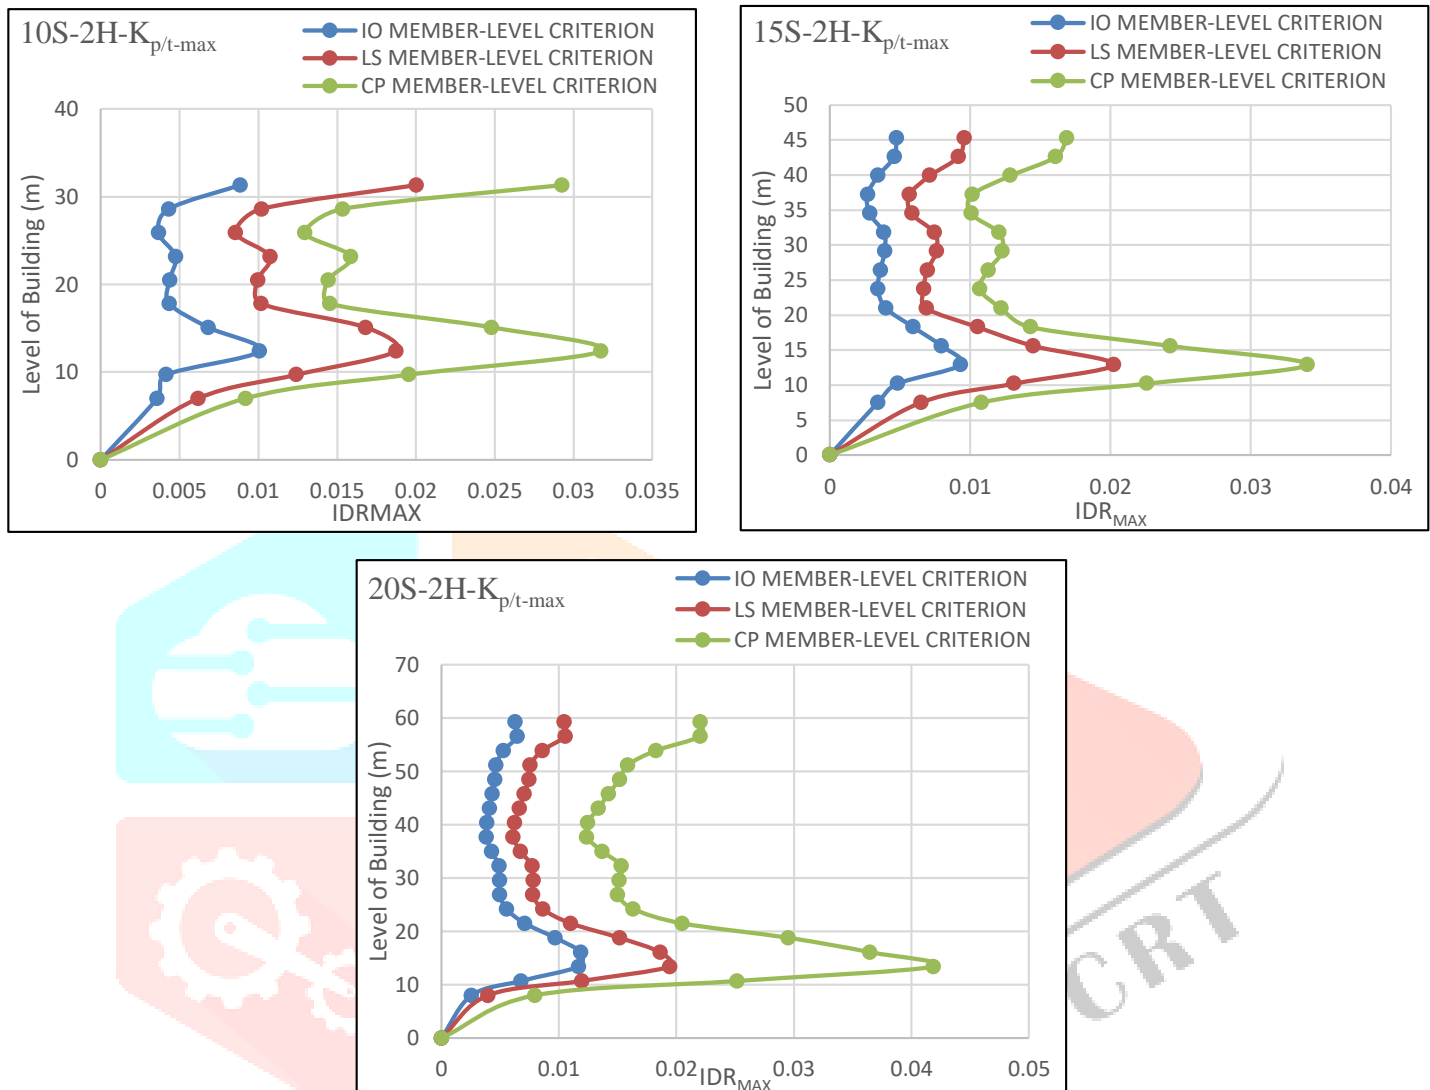 10S-2H-Kp/t-max
IO MEMBER-LEVEL CRITERION
LS MEMBER-LEVEL CRITERION
CP MEMBER-LEVEL CRITERION
40
30
20
10
0
Level of Building (m)
0 0.005 0.01 0.015 0.02 0.025 0.03 0.035
IDRMAX
15S-2H-Kp/t-max
IO MEMBER-LEVEL CRITERION
LS MEMBER-LEVEL CRITERION
CP MEMBER-LEVEL CRITERION
50
45
40
35
30
25
20
15
10
5
0
Level of Building (m)
0 0.01 0.02 0.03 0.04
IDRMAX
20S-2H-Kp/t-max
IO MEMBER-LEVEL CRITERION
LS MEMBER-LEVEL CRITERION
CP MEMBER-LEVEL CRITERION
70
60
50
40
30
20
10
0
Level of Building (m)
0 0.01 0.02 0.03 0.04 0.05
IDRMAX
CRT